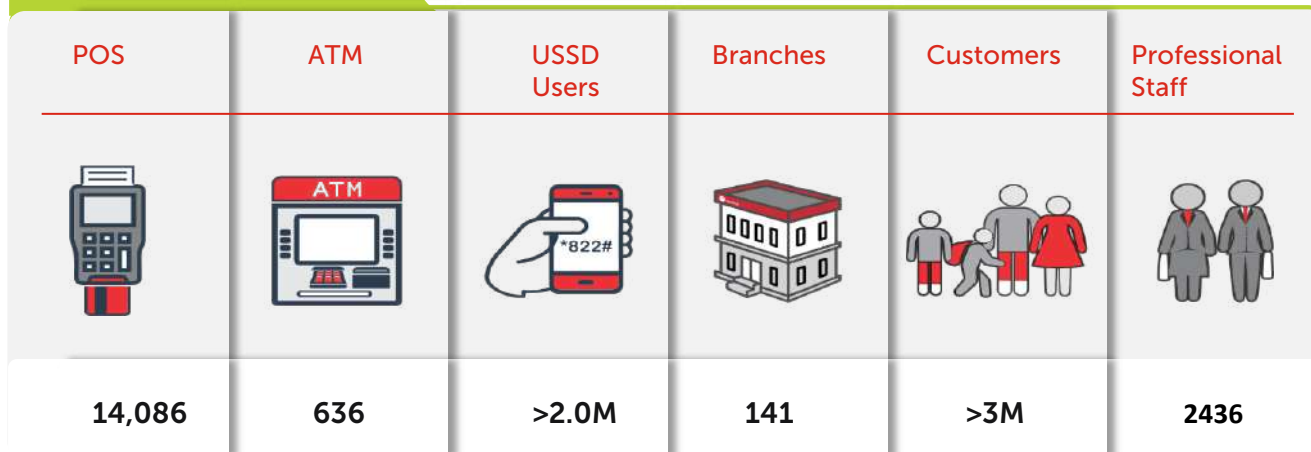 POS
ATM
USSD
Users
Branches
Customers
Professional
Staff
ATM
*822#
14,086
636
>2.0M
141
>3M
2436